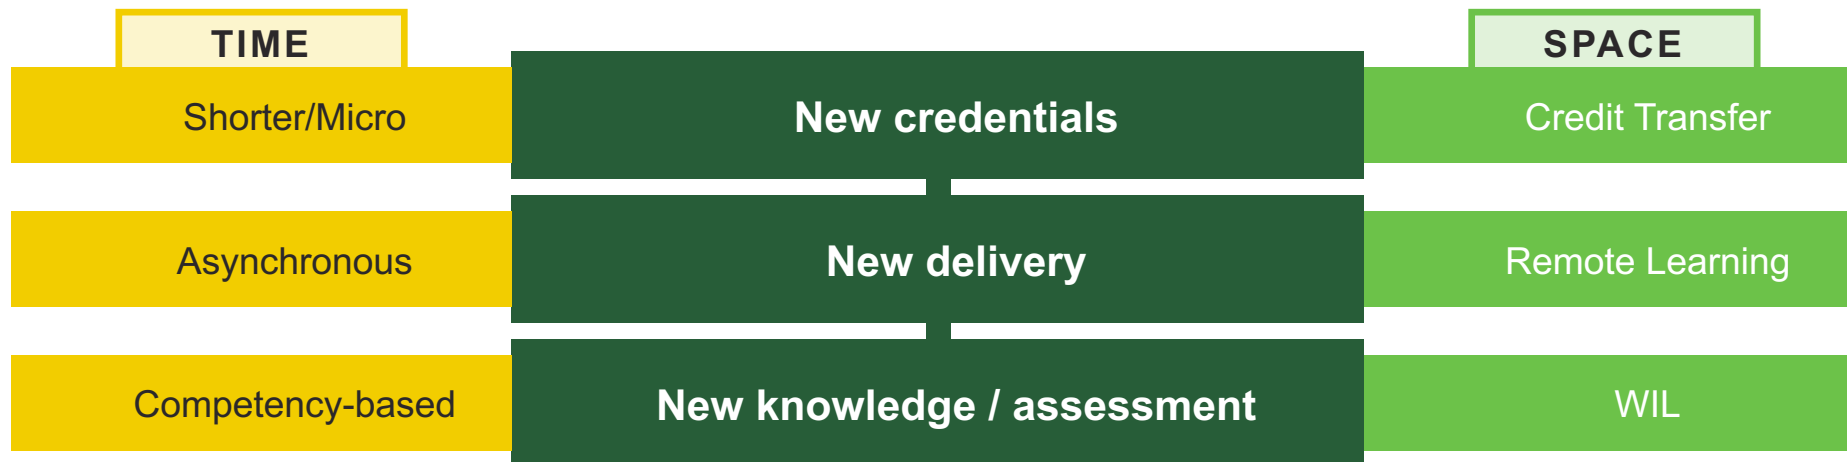 TIME
SPACE
Shorter/Micro
New credentials
Credit Transfer
Asynchronous
New delivery
Remote Learning
Competency-based
New knowledge / assessment
WIL